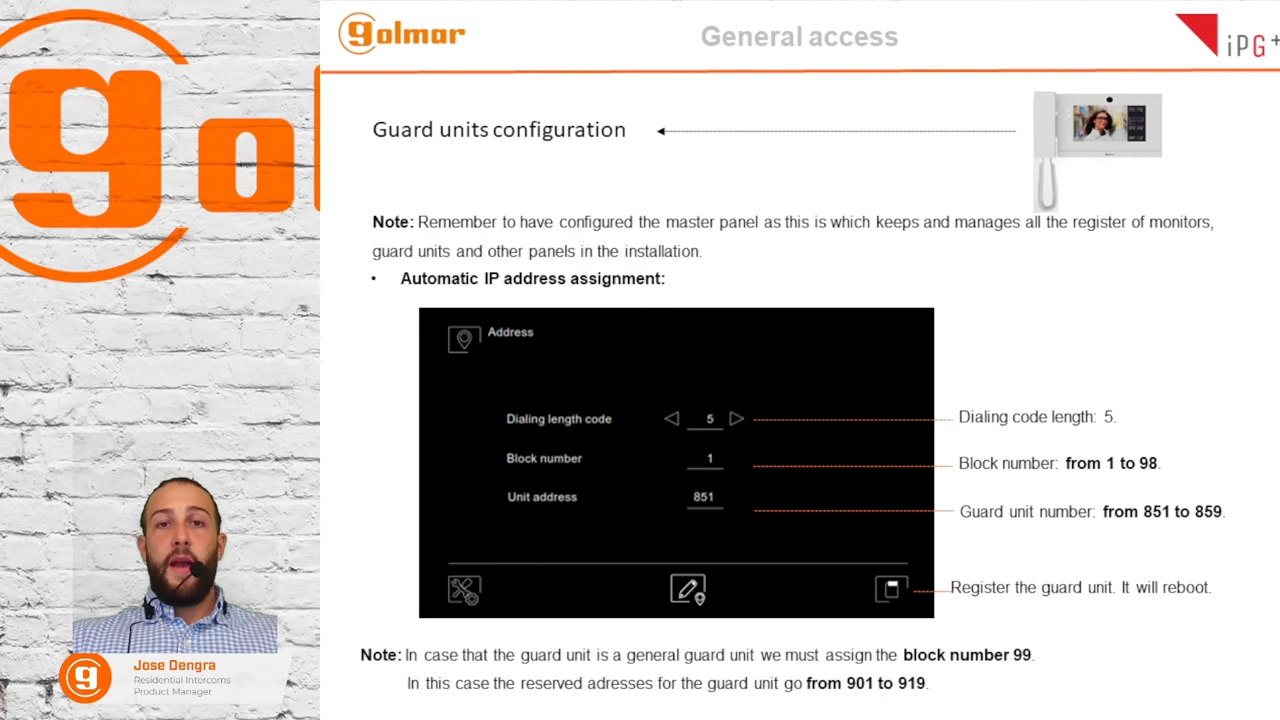 golmar
General access
iPG+
gol
Guard units configuration
Note: Remember to have configured the master panel as this is which keeps and manages all the register of monitors,
guard units and other panels in the installation.
• Automatic IP address assignment:
Address
Dialing length code 5
Dialing code length: 5.
Block number 1
Block number: from 1 to 98.
Unit address 851
Guard unit number: from 851 to 859.
Register the guard unit. It will reboot.
Note: In case that the guard unit is a general guard unit we must assign the block number 99.
In this case the reserved adresses for the guard unit go from 901 to 919.
g
Jose Dengra
Residential Intercoms
Product Manager